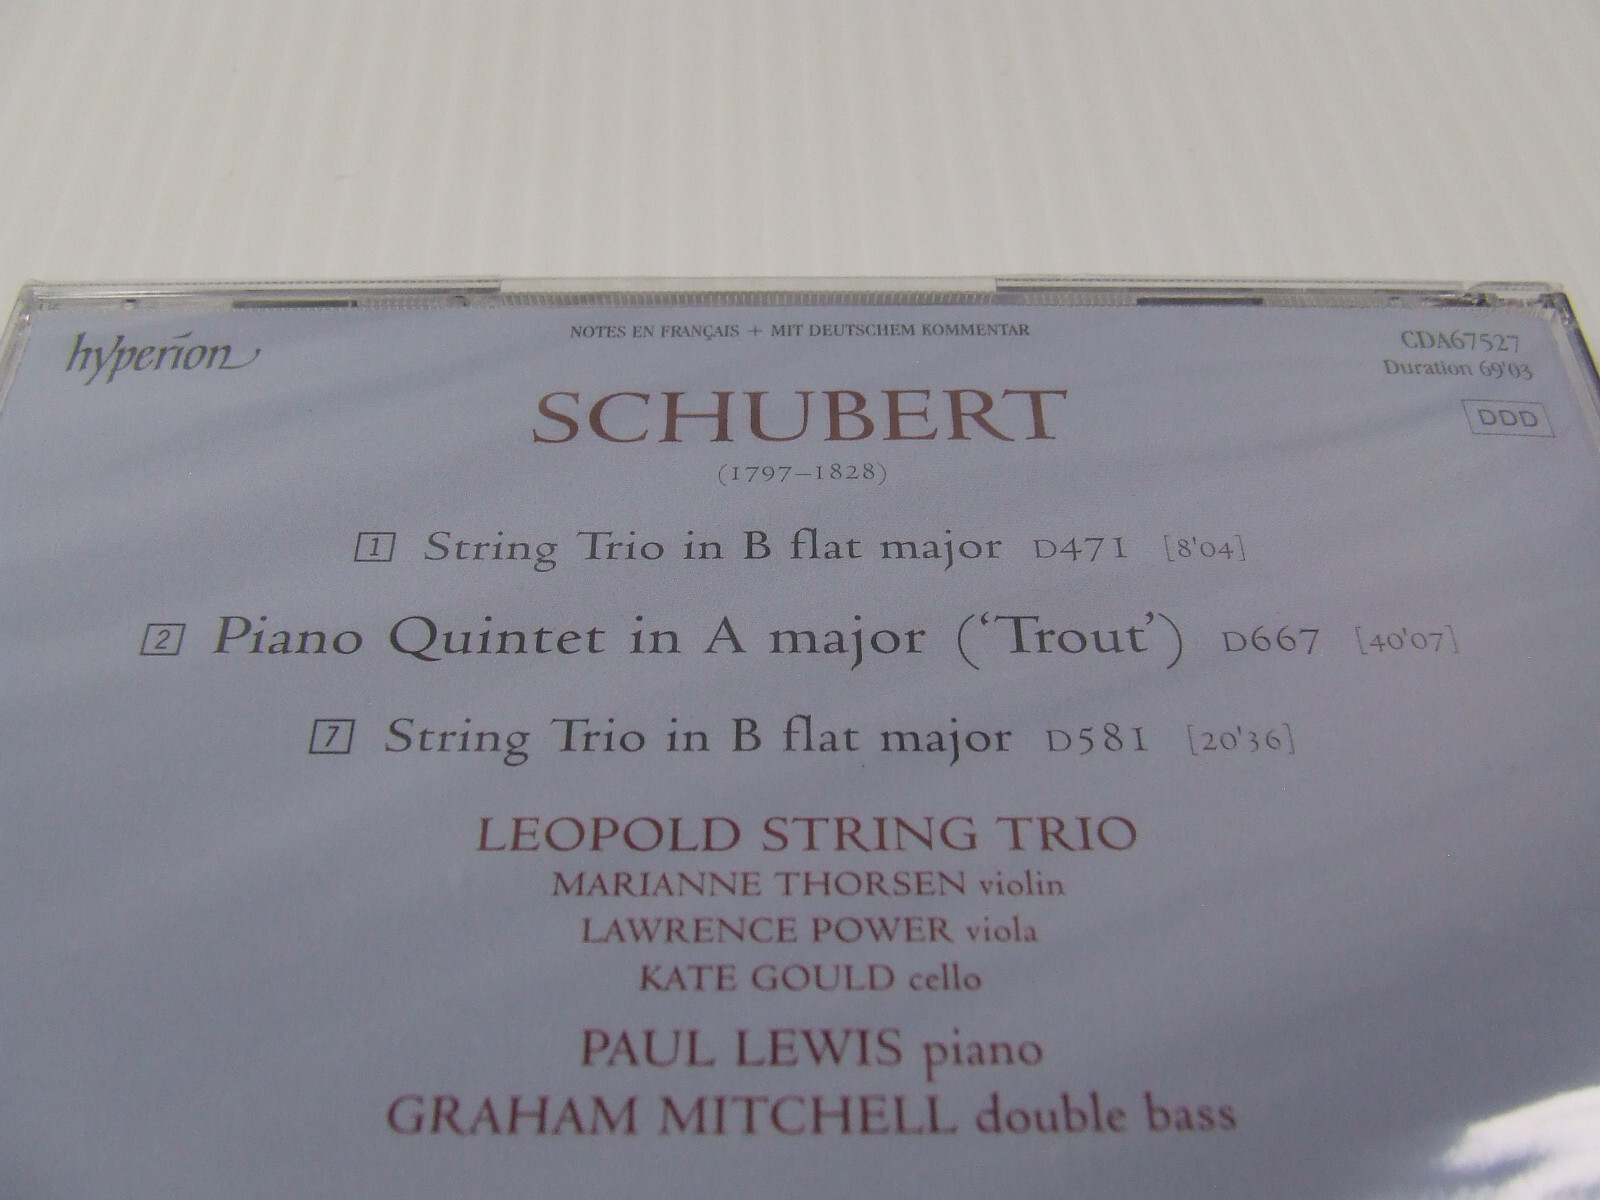 hyperion
NOTES EN FRANÇAIS + MIT DEUTSCHEM KOMMENTAR
CDA67527
Duration 69'03
DDD
SCHUBERT
(1797–1828)
1 String Trio in B flat major D471 [8'04]
2 Piano Quintet in A major (‘Trout’) D667 [40'07]
7 String Trio in B flat major D581 [20'36]
LEOPOLD STRING TRIO
MARIANNE THORSEN violin
LAWRENCE POWER viola
KATE GOULD cello
PAUL LEWIS piano
GRAHAM MITCHELL double bass